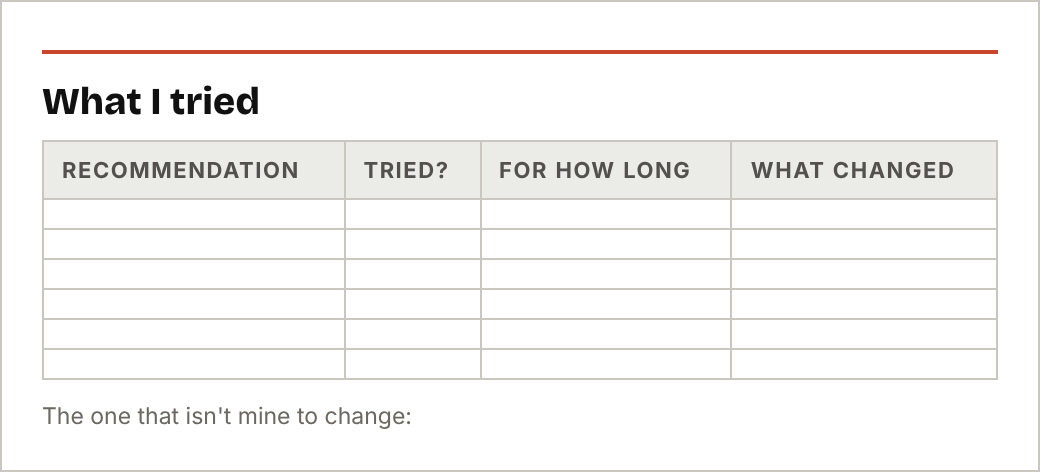 What I tried
RECOMMENDATION TRIED? FOR HOW LONG WHAT CHANGED
The one that isn't mine to change: